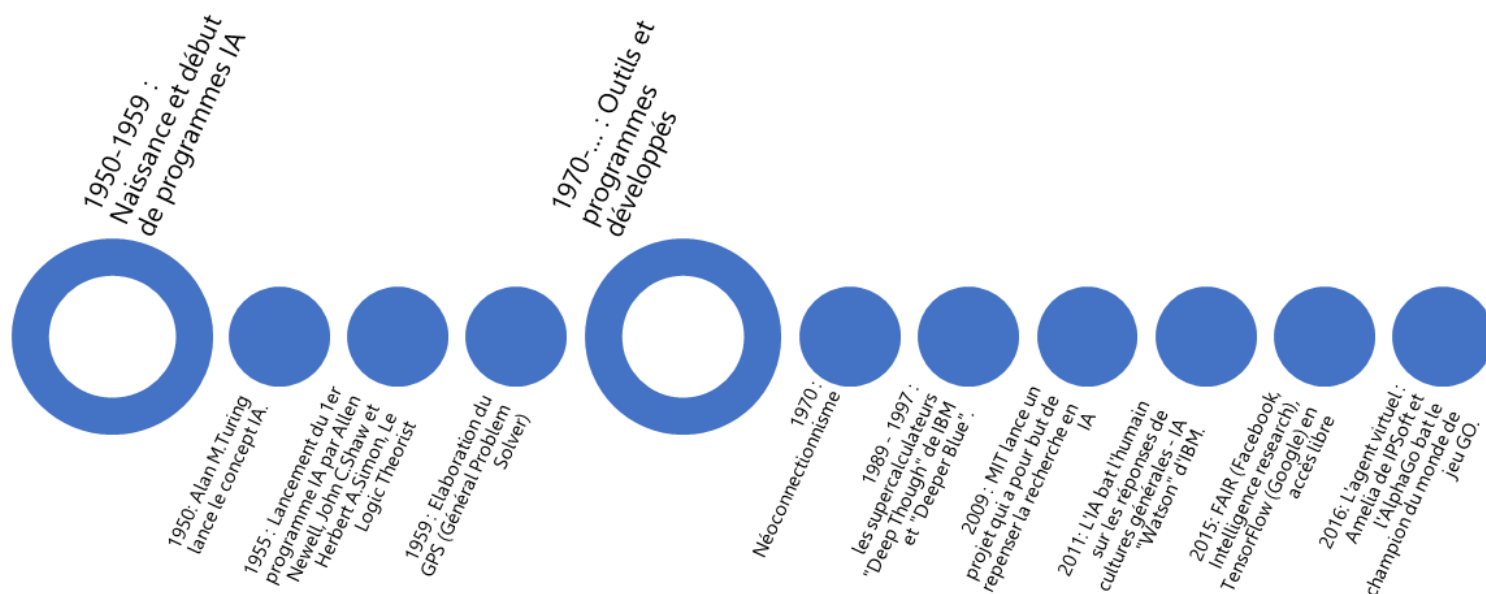 1950-1959 :
Naissance et début
de programmes IA
1950: Alan M.Turing
lance le concept IA.
1955 : Lancement du 1er
programme IA par Allen
Newell, John C.Shaw et
Herbert A.Simon, Le
Logic Theorist
1959 : Elaboration du
GPS (Général Problem
Solver)
1970-... : Outils et
programmes
développés
1970 :
Néoconnectionnisme
1989 - 1997 :
les supercalculateurs
"Deep Though" de IBM
et "Deeper Blue".
2009 : MIT lance un
projet qui a pour but de
repenser la recherche en
IA
2011: L'IA bat l'humain
sur les réponses de
cultures générales - IA
"Watson" d'IBM.
2015: FAIR (Facebook,
Intelligence research),
TensorFlow (Google) en
accés libre
2016: L'agent virtuel :
Amelia de IPSoft et
l'AlphaGo bat le
champion du monde de
jeu GO.